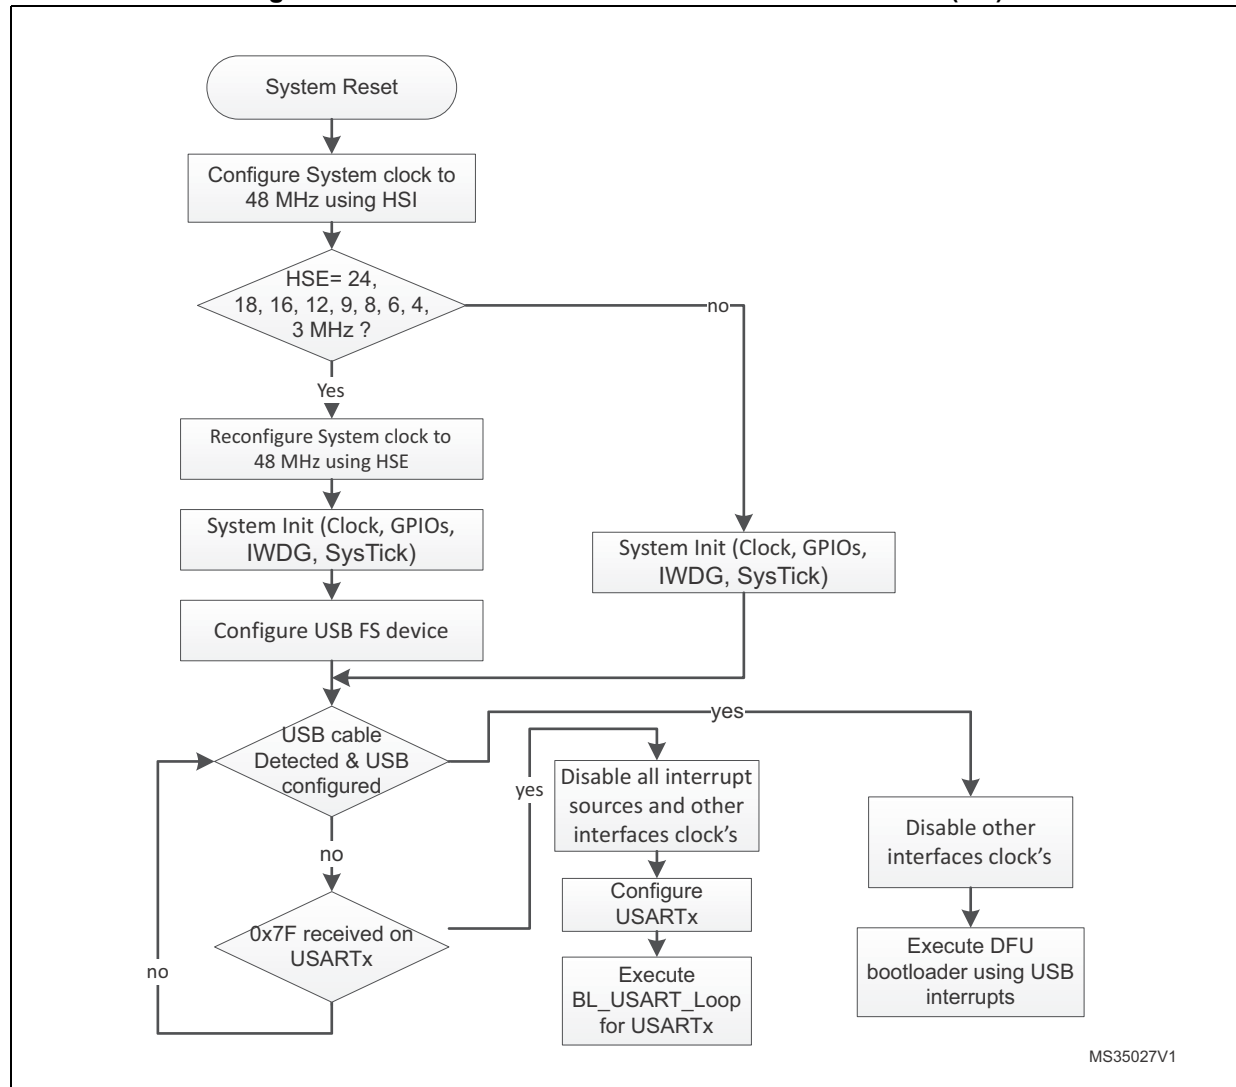 System Reset
Configure System clock to
48 MHz using HSI
HSE= 24,
18, 16, 12, 9, 8, 6, 4,
3 MHz ?
no
Yes
Reconfigure System clock to
48 MHz using HSE
System Init (Clock, GPIOs,
IWDG, SysTick)
System Init (Clock, GPIOs,
IWDG, SysTick)
Configure USB FS device
USB cable
Detected & USB
configured
yes
yes
no
Disable all interrupt
sources and other
interfaces clock's
Disable other
interfaces clock's
Configure
USARTx
0x7F received on
USARTx
no
Execute
BL_USART_Loop
for USARTx
Execute DFU
bootloader using USB
interrupts
MS35027V1